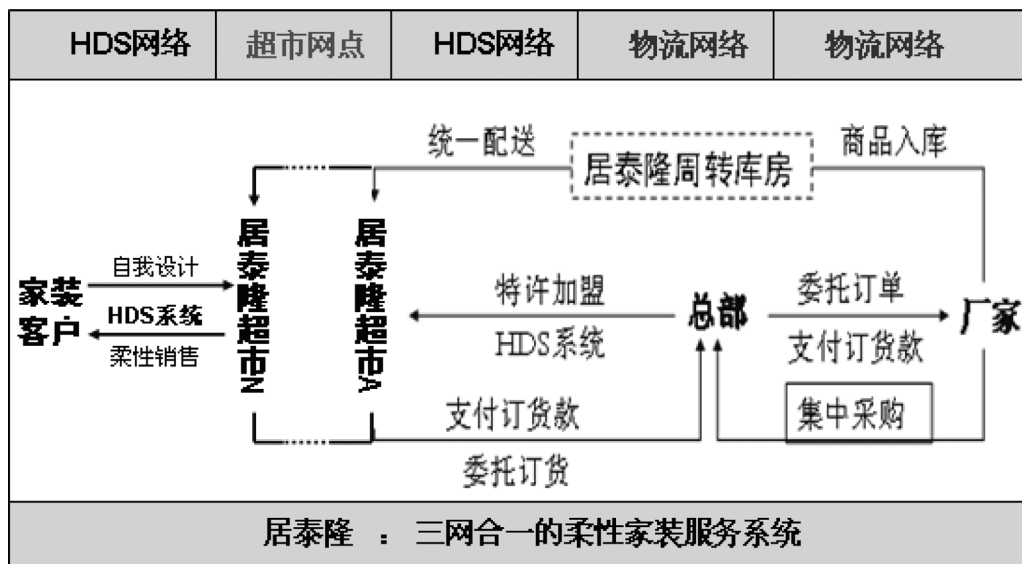 HDS网络 超市网点 HDS网络 物流网络 物流网络
统一配送
居泰隆周转库房
商品入库
家装
客户
自我设计
HDS系统
柔性销售
居泰隆超市N
居泰隆超市A
特许加盟
HDS系统
总部
委托订单
支付订货款
厂家
支付订货款
委托订货
集中采购
居泰隆 : 三网合一的柔性家装服务系统